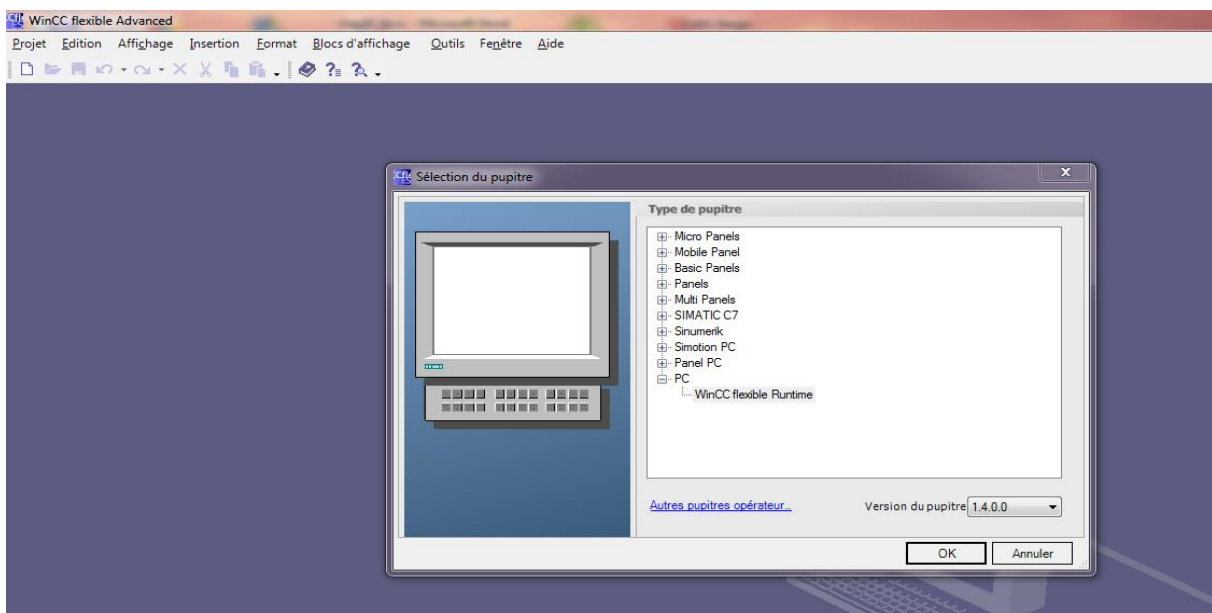 WinCC flexible Advanced
Projet Edition Affichage Insertion Format Blocs d'affichage Outils Fenêtre Aide
Sélection du pupitre
Type de pupitre
Micro Panels
Mobile Panel
Basic Panels
Panels
Multi Panels
SIMATIC C7
Sinumerik
Simotion PC
Panel PC
PC
WinCC flexible Runtime
Autres pupitres opérateur... Version du pupitre 1.4.0.0
OK Annuler